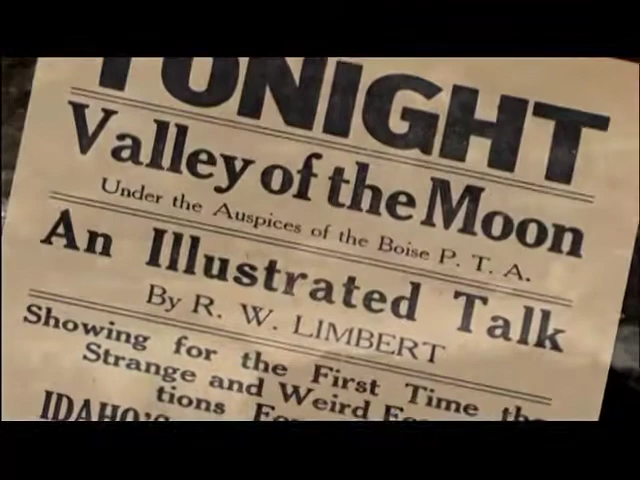 TONIGHT
Valley of the Moon
Under the Auspices of the Boise P. T. A.
An Illustrated Talk
By R. W. LIMBERT
Showing for the First Time the
Strange and Weird
tions
IDAHO'S